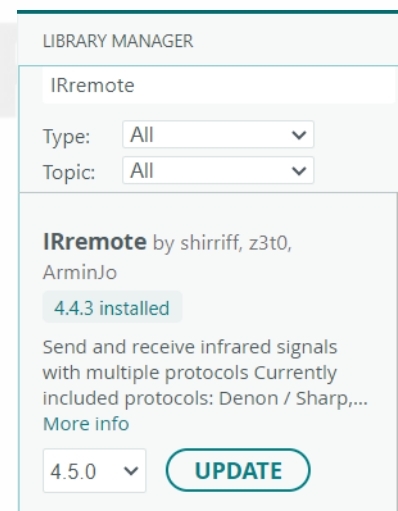 LIBRARY MANAGER
IRremote
Type: All
Topic: All
IRremote by shirriff, z3t0,
ArminJo
4.4.3 installed
Send and receive infrared signals
with multiple protocols Currently
included protocols: Denon / Sharp,...
More info
4.5.0 UPDATE